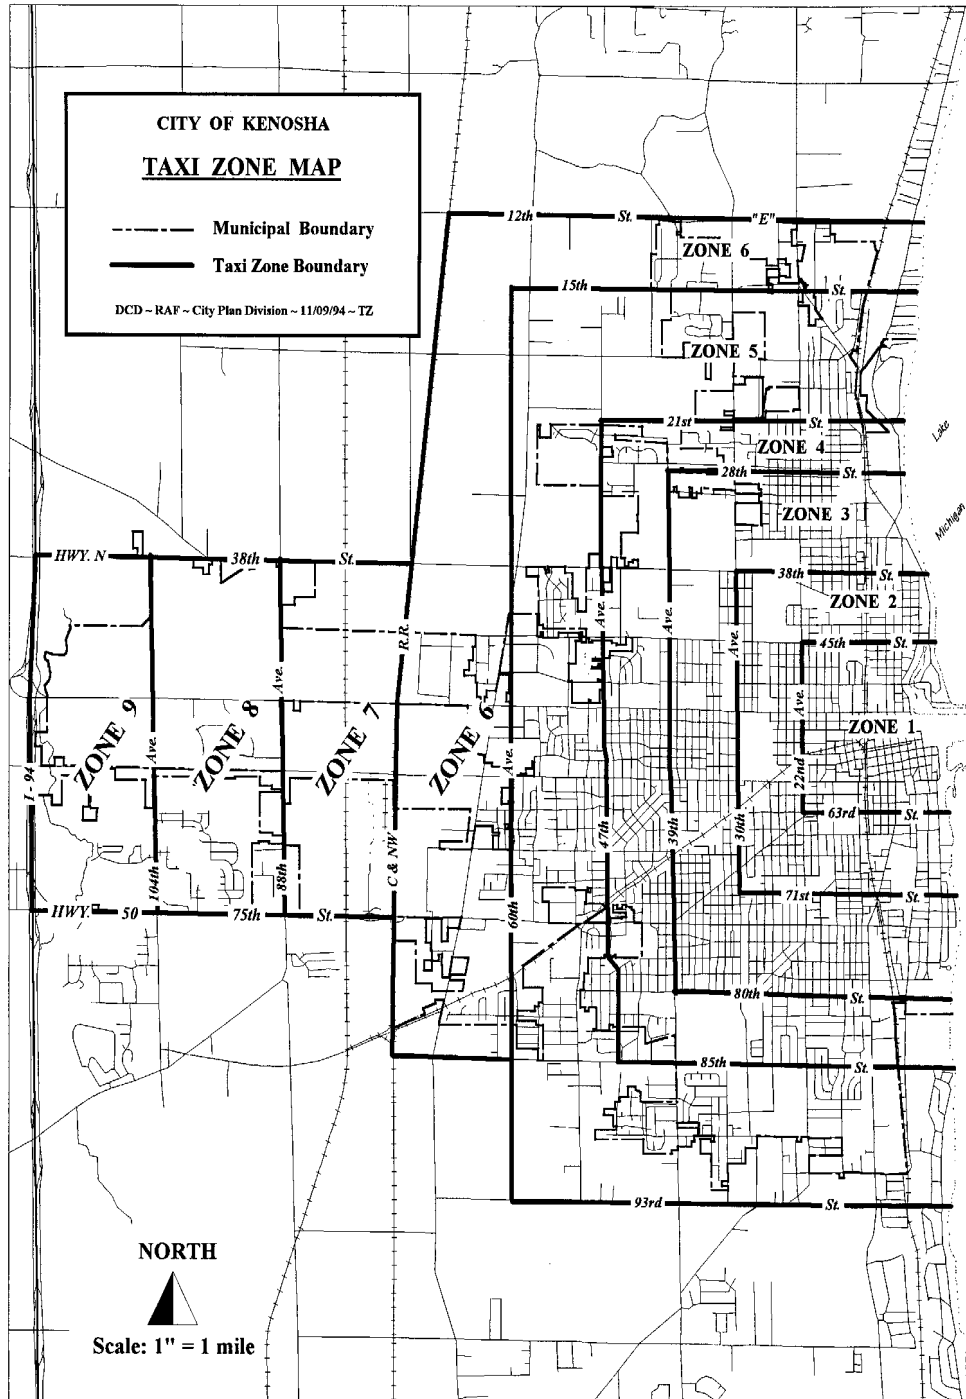 CITY OF KENOSHA
TAXI ZONE MAP
Municipal Boundary
Taxi Zone Boundary
DCD ~ RAF ~ City Plan Division ~ 11/09/94 ~ TZ
12th St. "E"
ZONE 6
15th St.
ZONE 5
21st St.
ZONE 4
28th St.
ZONE 3
Lake
Michigan
HWY. N 38th St.
38th St.
ZONE 2
45th St.
ZONE 1
63rd St.
71st St.
80th St.
85th St.
93rd St.
I - 94
ZONE 9
104th Ave.
ZONE 8
88th Ave.
ZONE 7
C & NW R.R.
ZONE 6
60th Ave.
47th Ave.
39th Ave.
30th Ave.
22nd Ave.
HWY. 50 75th St.
NORTH
Scale: 1" = 1 mile